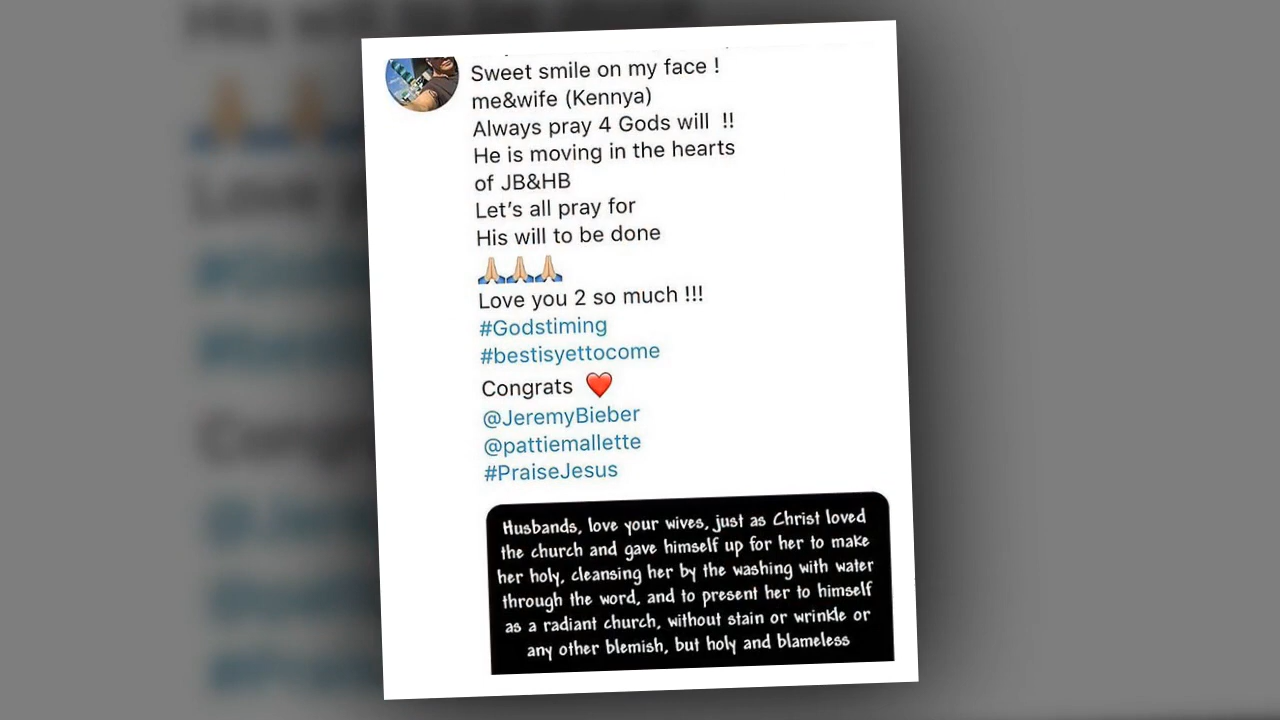 Sweet smile on my face !
me&wife (Kennya)
Always pray 4 Gods will !!
He is moving in the hearts
of JB&HB
Let’s all pray for
His will to be done
🙏🏼🙏🏼🙏🏼
Love you 2 so much !!!
#Godstiming
#bestisyettocome
Congrats ❤️
@JeremyBieber
@pattiemallette
#PraiseJesus
Husbands, love your wives, just as Christ loved
the church and gave himself up for her to make
her holy, cleansing her by the washing with water
through the word, and to present her to himself
as a radiant church, without stain or wrinkle or
any other blemish, but holy and blameless